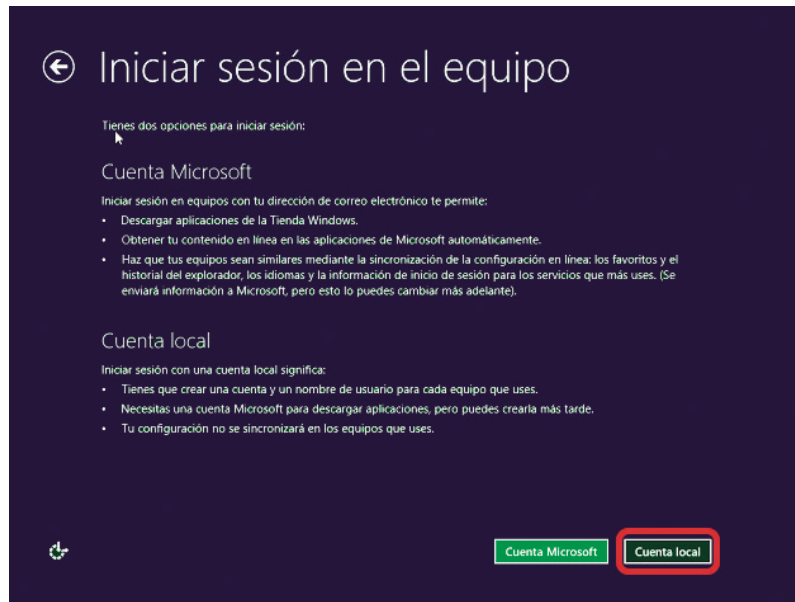 Iniciar sesión en el equipo
Tienes dos opciones para iniciar sesión:
Cuenta Microsoft
Iniciar sesión en equipos con tu dirección de correo electrónico te permite:
• Descargar aplicaciones de la Tienda Windows.
• Obtener tu contenido en línea en las aplicaciones de Microsoft automáticamente.
• Haz que tus equipos sean similares mediante la sincronización de la configuración en línea: los favoritos y el
historial del explorador, los idiomas y la información de inicio de sesión para los servicios que más uses. (Se
enviará información a Microsoft, pero esto lo puedes cambiar más adelante).
Cuenta local
Iniciar sesión con una cuenta local significa:
• Tienes que crear una cuenta y un nombre de usuario para cada equipo que uses.
• Necesitas una cuenta Microsoft para descargar aplicaciones, pero puedes crearla más tarde.
• Tu configuración no se sincronizará en los equipos que uses.
Cuenta Microsoft
Cuenta local